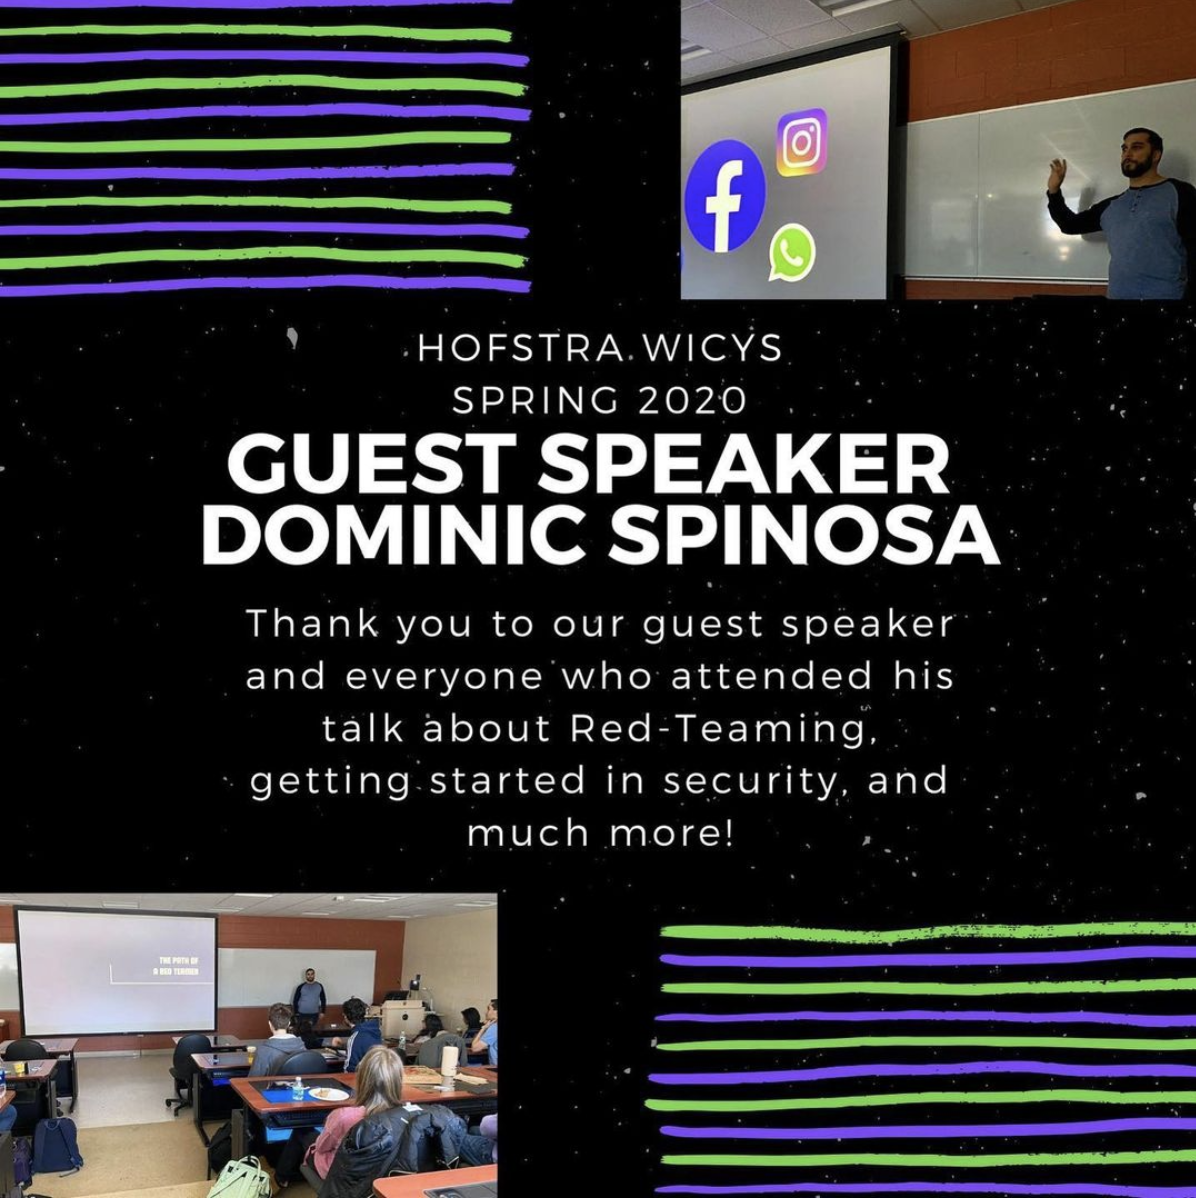 HOFSTRA WICYS
SPRING 2020
GUEST SPEAKER
DOMINIC SPINOSA
Thank you to our guest speaker
and everyone who attended his
talk about Red-Teaming,
getting started in security, and
much more!
THE PATH OF
A RED TEAMER